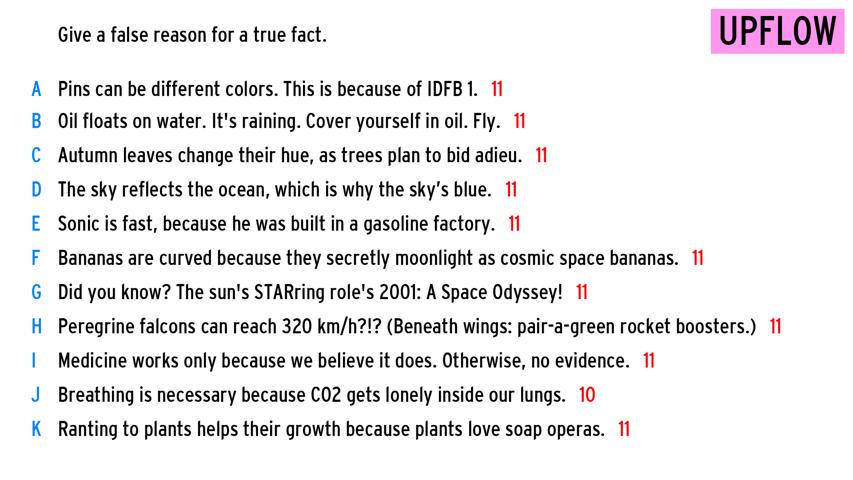 Give a false reason for a true fact.
UPFLOW
A Pins can be different colors. This is because of IDFB 1. 11
B Oil floats on water. It's raining. Cover yourself in oil. Fly. 11
C Autumn leaves change their hue, as trees plan to bid adieu. 11
D The sky reflects the ocean, which is why the sky’s blue. 11
E Sonic is fast, because he was built in a gasoline factory. 11
F Bananas are curved because they secretly moonlight as cosmic space bananas. 11
G Did you know? The sun's STARring role's 2001: A Space Odyssey! 11
H Peregrine falcons can reach 320 km/h?!? (Beneath wings: pair-a-green rocket boosters.) 11
I Medicine works only because we believe it does. Otherwise, no evidence. 11
J Breathing is necessary because CO2 gets lonely inside our lungs. 10
K Ranting to plants helps their growth because plants love soap operas. 11